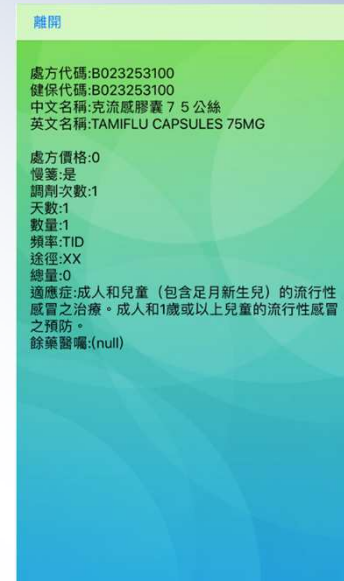 離開
處方代碼:B023253100
健保代碼:B023253100
中文名稱:克流感膠囊７５公絲
英文名稱:TAMIFLU CAPSULES 75MG
處方價格:0
慢箋:是
調劑次數:1
天數:1
數量:1
頻率:TID
途徑:XX
總量:0
適應症:成人和兒童（包含足月新生兒）的流行性
感冒之治療。成人和1歲或以上兒童的流行性感冒
之預防。
餘藥醫囑:(null)